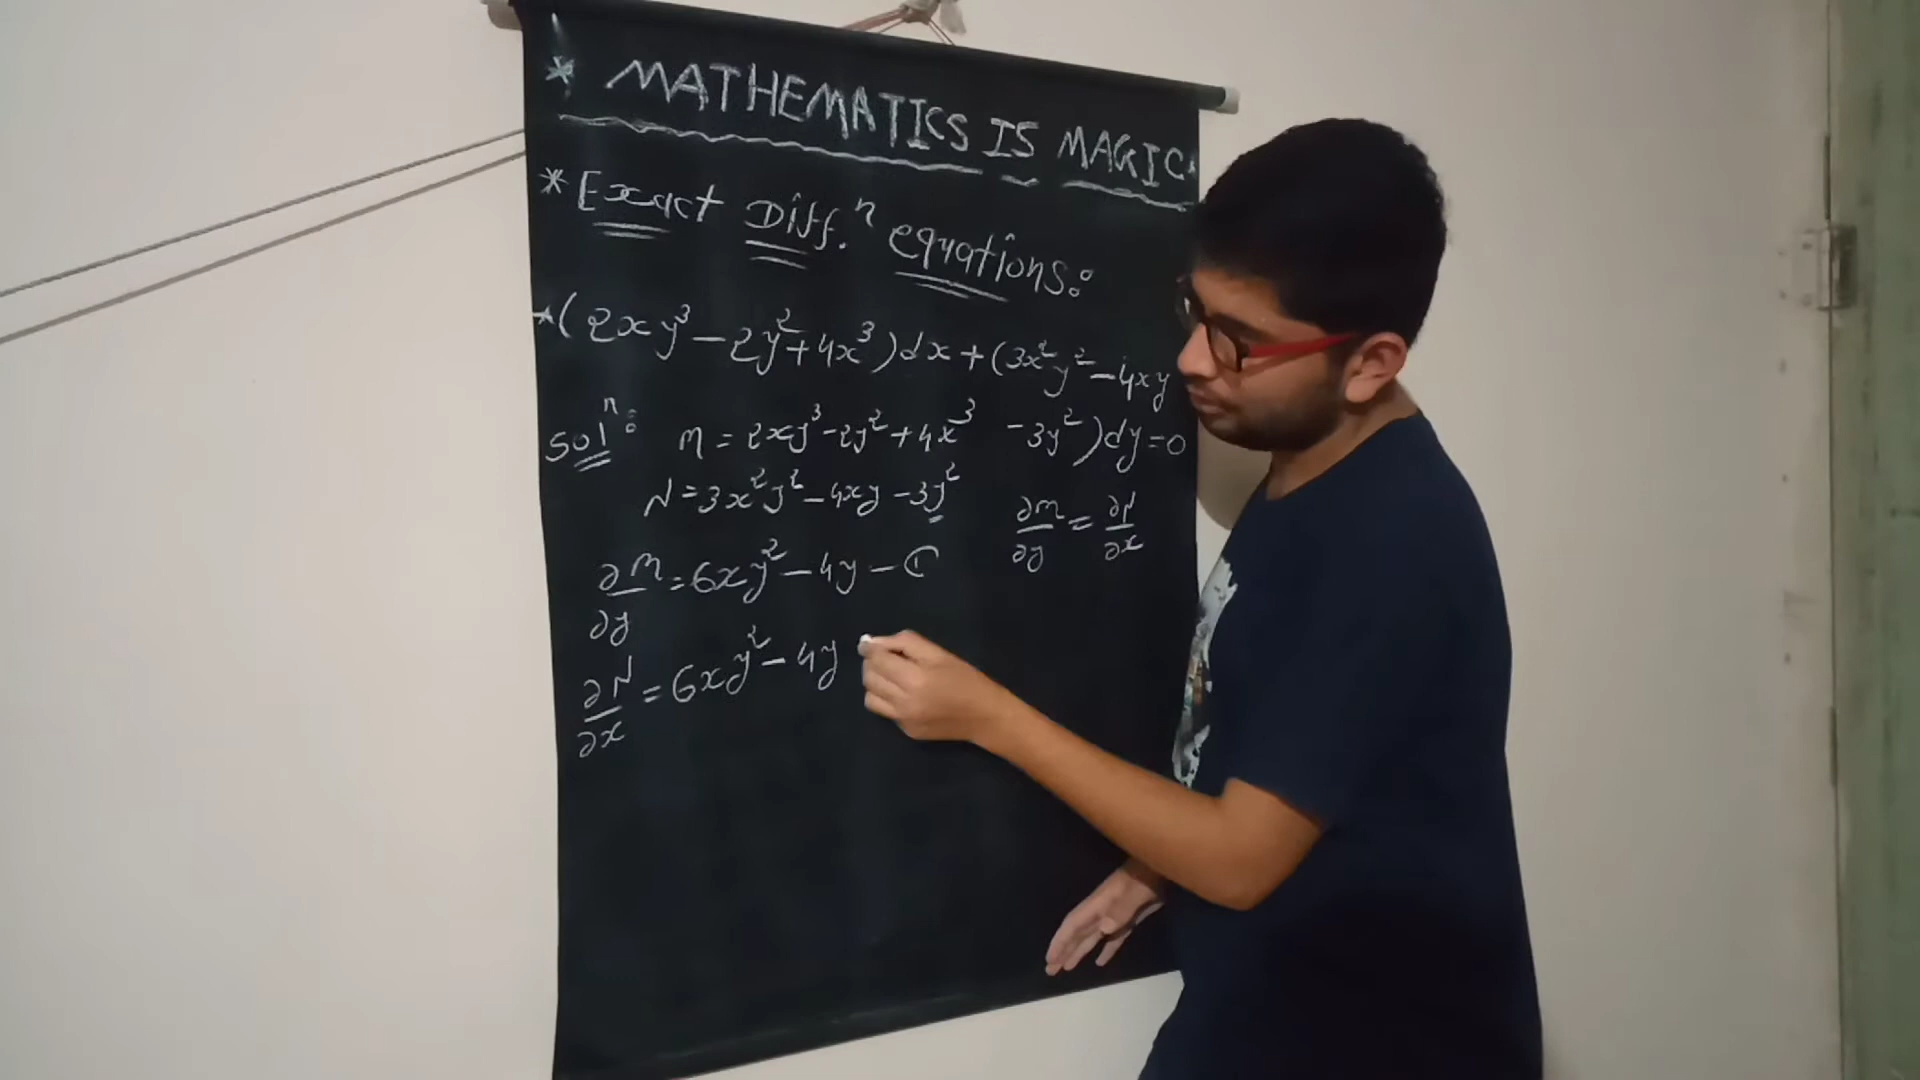 * MATHEMATICS IS MAGIC
* Exact Diff.ⁿ equations:
* (2xy³ - 2y² + 4x³)dx + (3x²y² - 4xy
- 3y²)dy = 0
Solⁿ: M = 2xy³ - 2y² + 4x³
N = 3x²y² - 4xy - 3y²
∂M/∂y = ∂N/∂x
∂M/∂y = 6xy² - 4y - (1
∂N/∂x = 6xy² - 4y